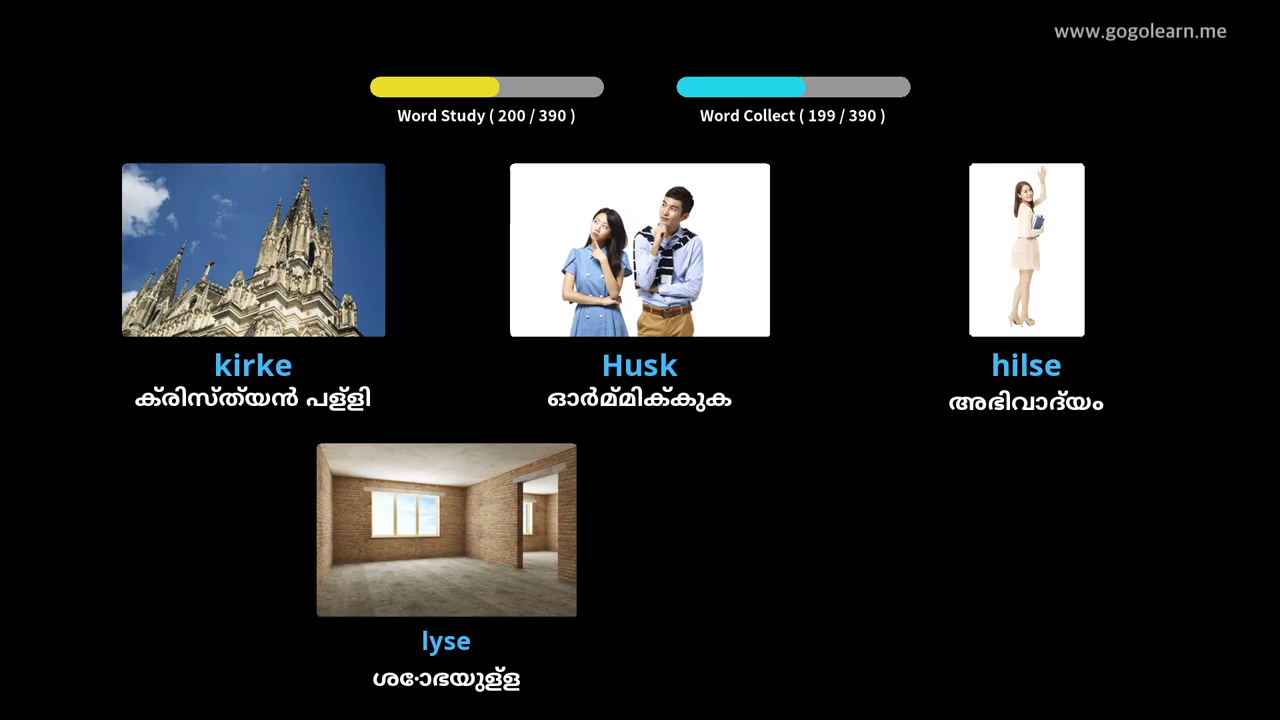 www.gogolearn.me
Word Study ( 200 / 390 )
Word Collect ( 199 / 390 )
kirke
ക്രിസ്ത്യൻ പള്ളി
Husk
ഓർമ്മിക്കുക
hilse
അഭിവാദ്യം
lyse
ശോഭയുള്ള